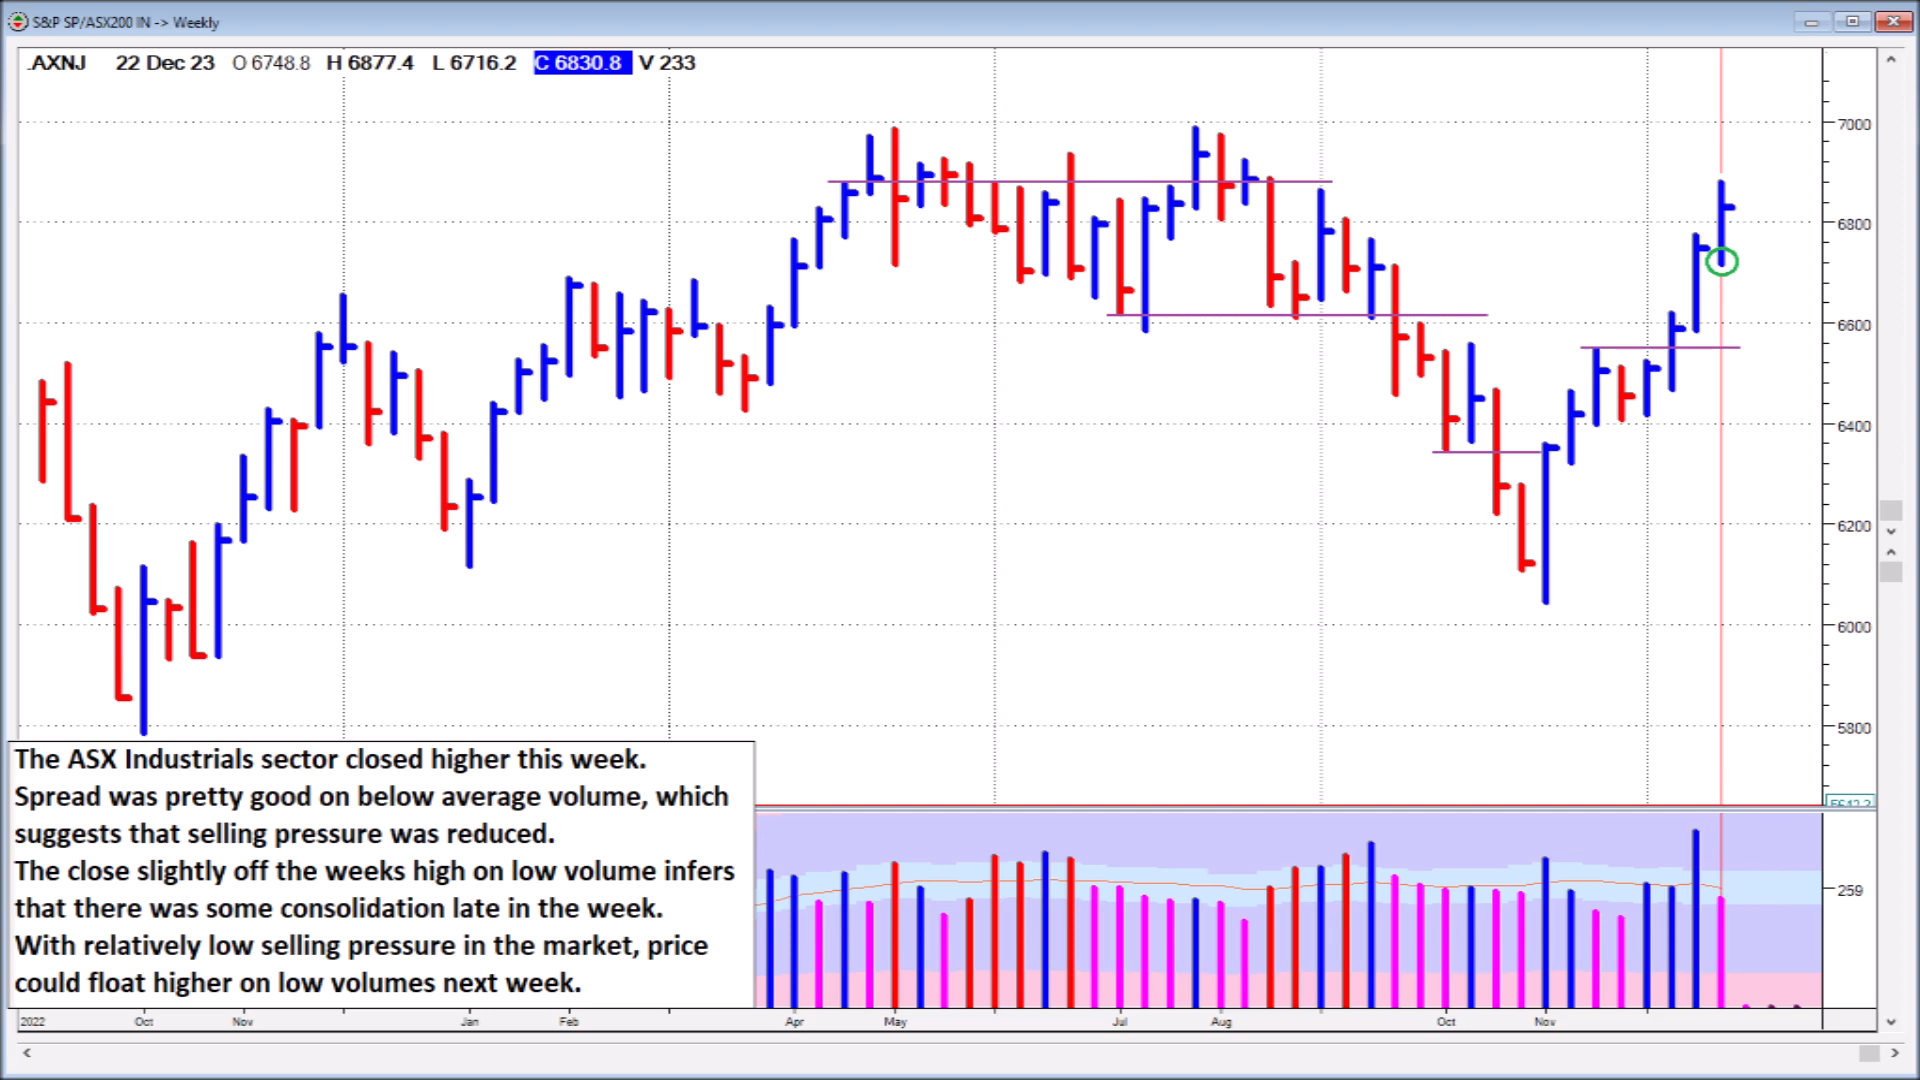 S&P SP/ASX200 IN -> Weekly
.AXNJ 22 Dec 23 O 6748.8 H 6877.4 L 6716.2 C 6830.8 V 233
7000
6800
6600
6400
6200
6000
5800
The ASX Industrials sector closed higher this week.
Spread was pretty good on below average volume, which
suggests that selling pressure was reduced.
The close slightly off the weeks high on low volume infers
that there was some consolidation late in the week.
With relatively low selling pressure in the market, price
could float higher on low volumes next week.
259
2022 Oct Nov Jan Feb Apr May Jul Aug Oct Nov